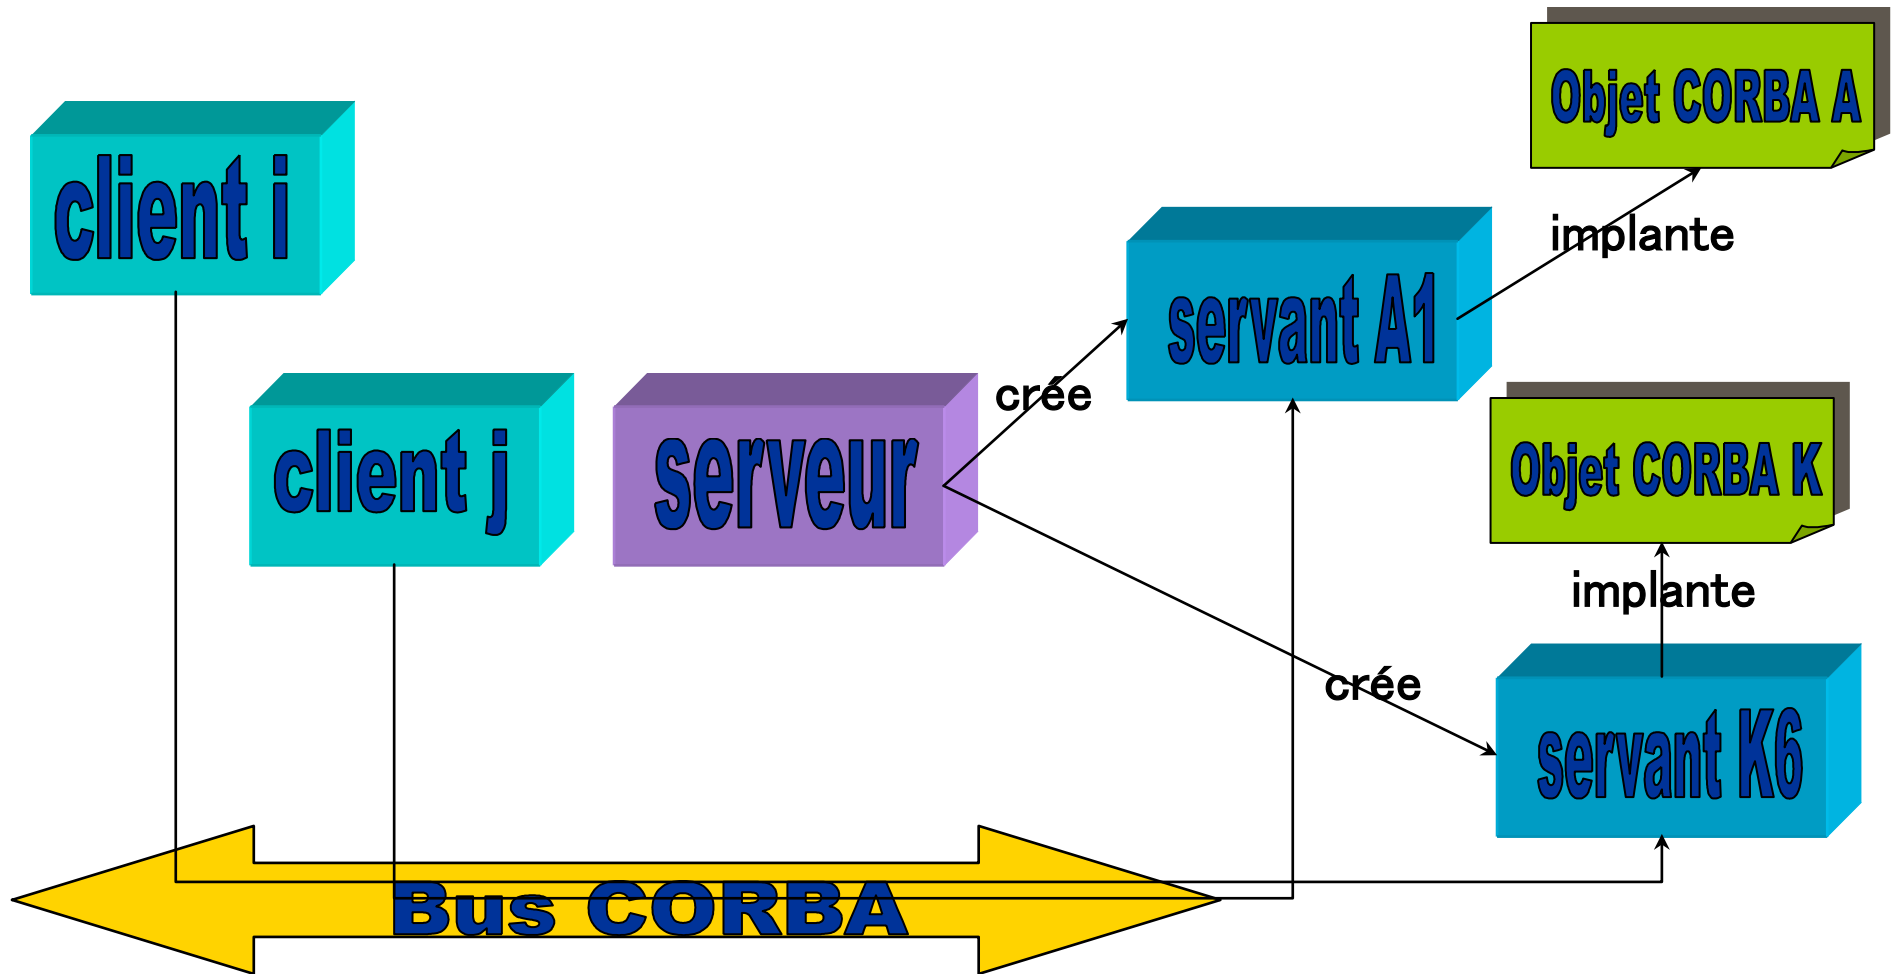 Objet CORBA A
client i
implante
servant A1
crée
client j
serveur
Objet CORBA K
implante
crée
servant K6
Bus CORBA